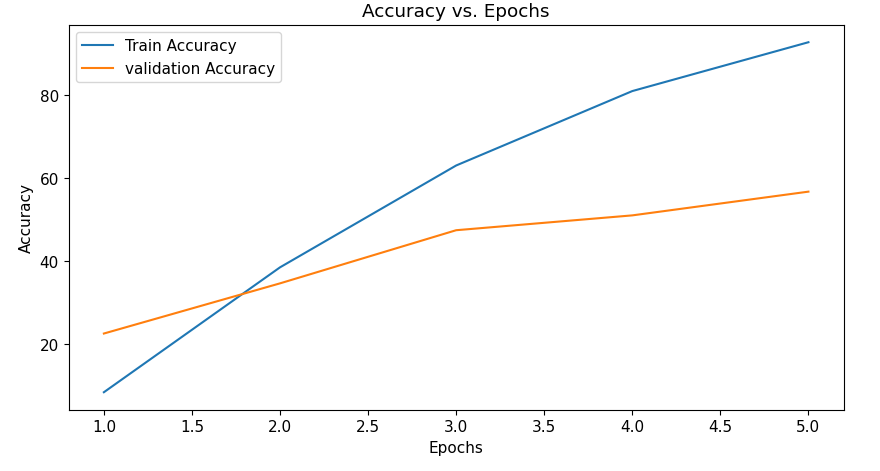 Accuracy vs. Epochs
Train Accuracy
validation Accuracy
80
60
40
20
Accuracy
1.0 1.5 2.0 2.5 3.0 3.5 4.0 4.5 5.0
Epochs